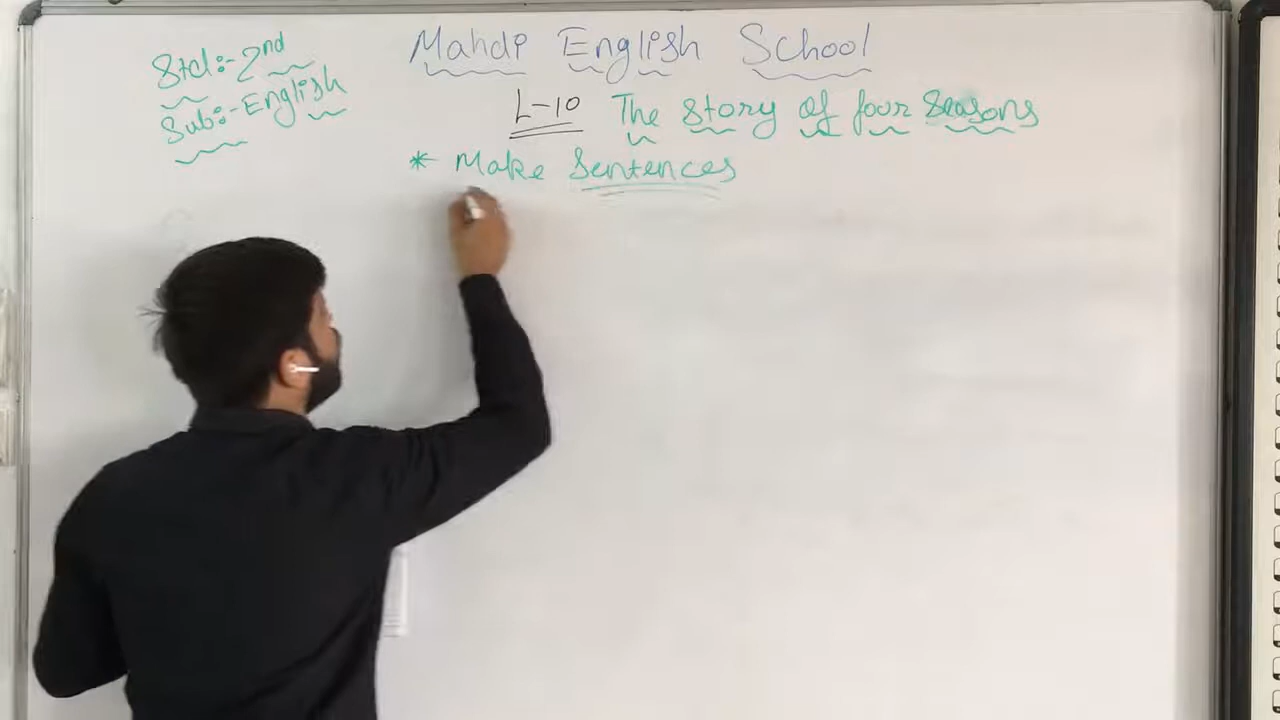 Std:- 2nd
Sub:- English
Mahdi English School
L-10 The Story of four Seasons
* Make Sentences